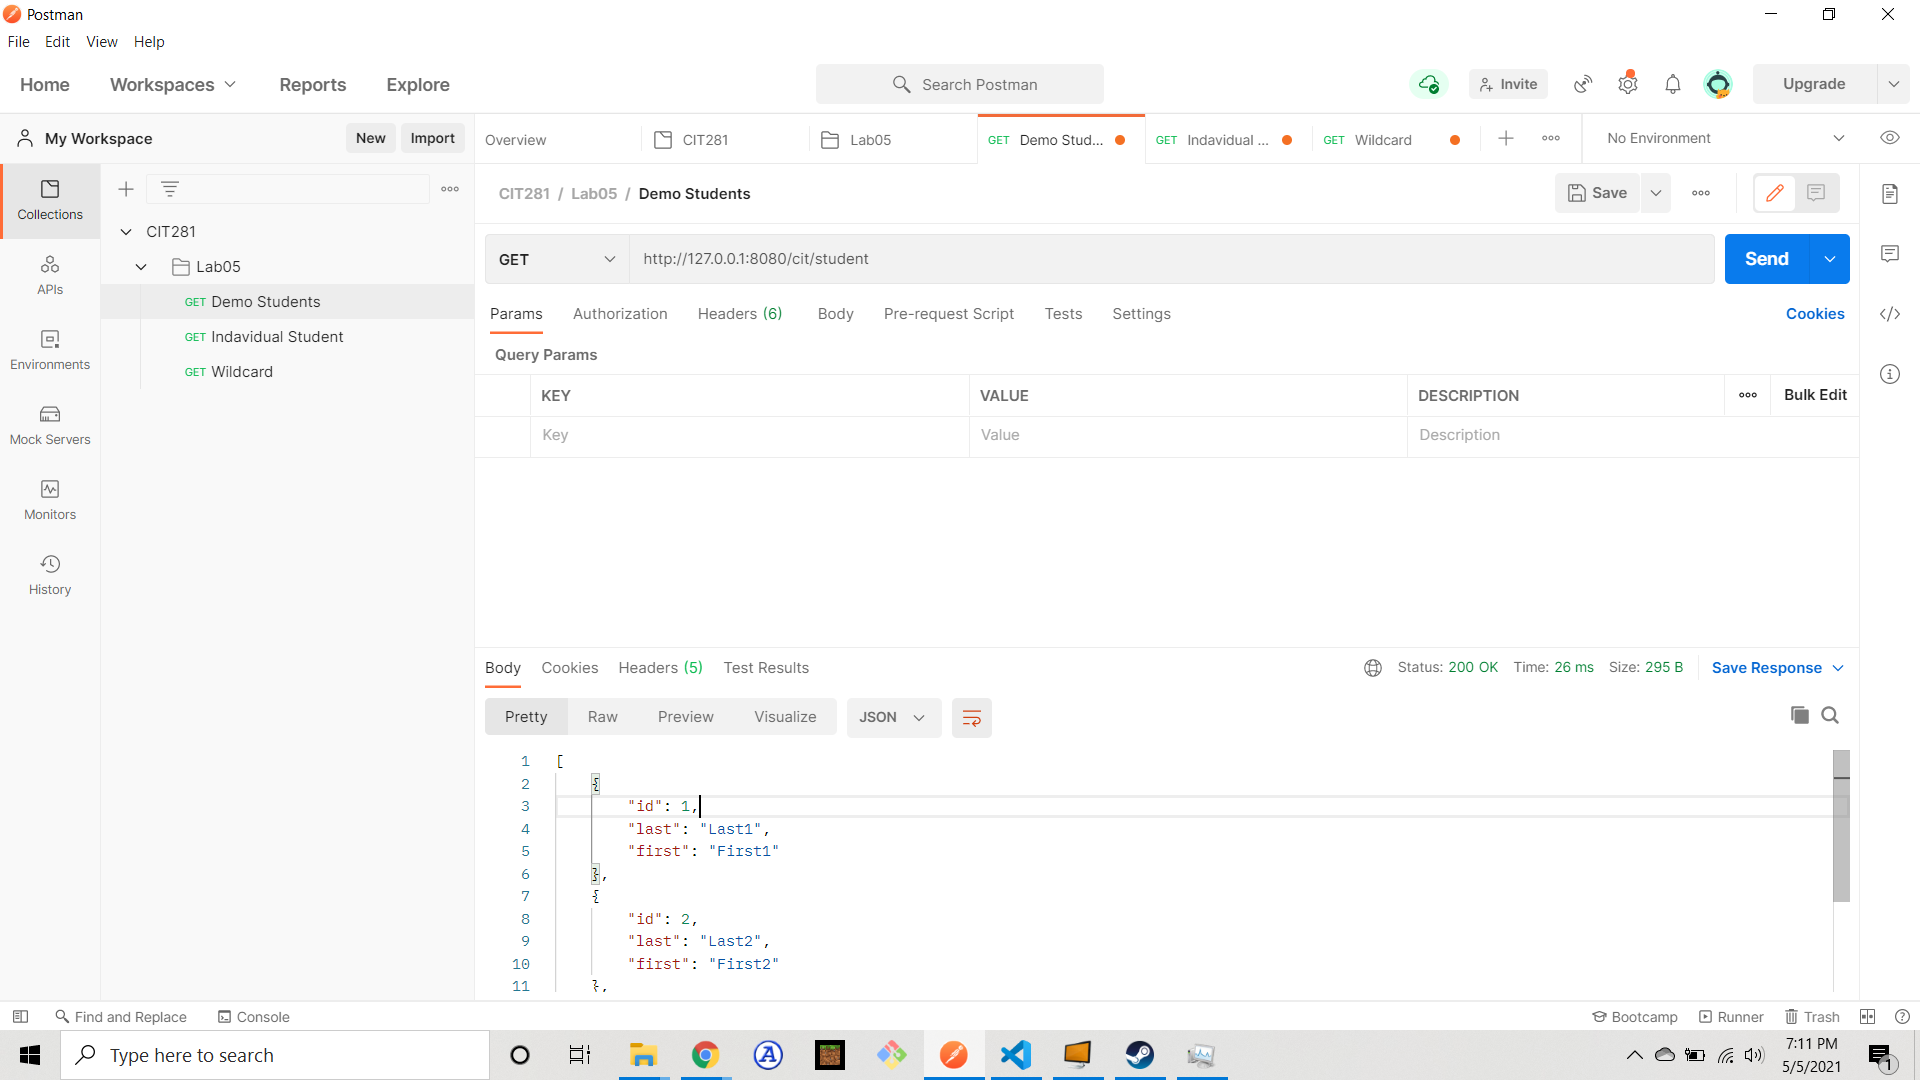 Postman
File Edit View Help
Home Workspaces Reports Explore Search Postman Invite Upgrade
My Workspace New Import Overview CIT281 Lab05 GET Demo Stud... GET Indavidual ... GET Wildcard No Environment
CIT281 / Lab05 / Demo Students Save
Collections
CIT281
Lab05
GET Demo Students
GET Indavidual Student
GET Wildcard
APIs
Environments
Mock Servers
Monitors
History
GET http://127.0.0.1:8080/cit/student Send
Params Authorization Headers (6) Body Pre-request Script Tests Settings Cookies
Query Params
KEY VALUE DESCRIPTION Bulk Edit
Key Value Description
Body Cookies Headers (5) Test Results Status: 200 OK Time: 26 ms Size: 295 B Save Response
Pretty Raw Preview Visualize JSON
1 [
2 {
3 "id": 1,
4 "last": "Last1",
5 "first": "First1"
6 },
7 {
8 "id": 2,
9 "last": "Last2",
10 "first": "First2"
11 },
Find and Replace Console Bootcamp Runner Trash
Type here to search
7:11 PM
5/5/2021
1